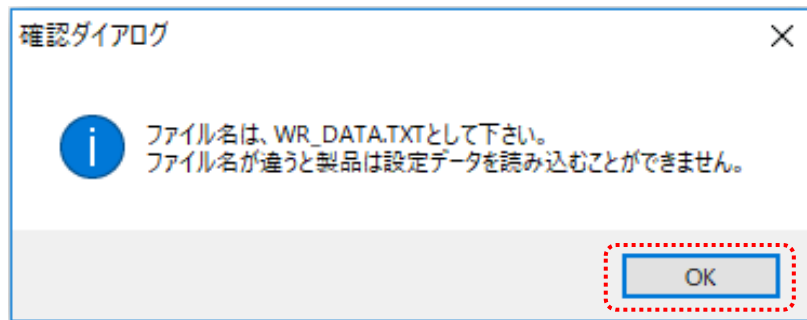 確認ダイアログ
ファイル名は、WR_DATA.TXTとして下さい。
ファイル名が違うと製品は設定データを読み込むことができません。
OK